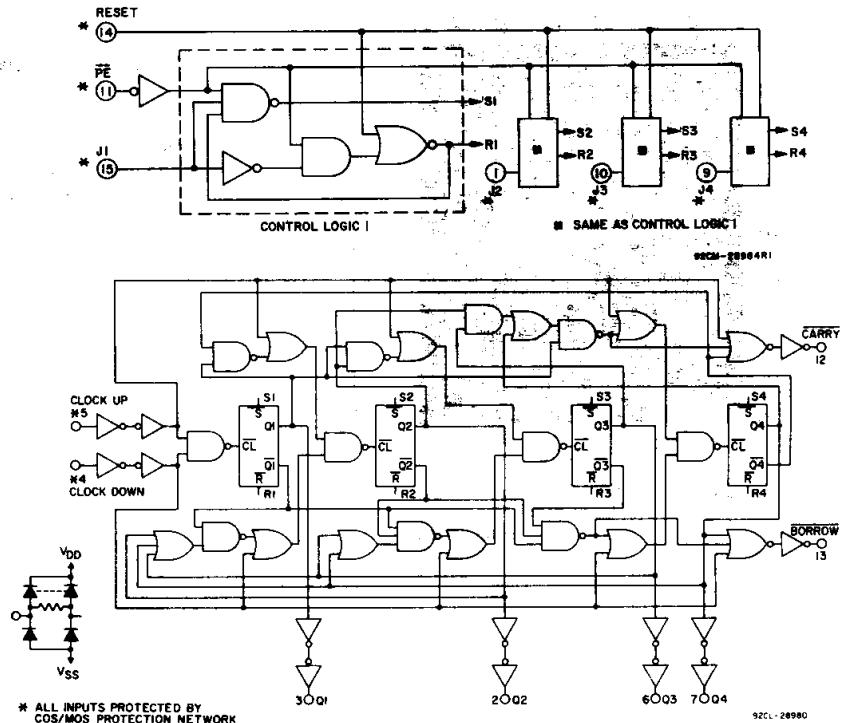 * RESET
14
* PE
11
* J1
15
S1
R1
CONTROL LOGIC 1
S2
R2
1
J2
*
S3
R3
10
J3
*
S4
R4
9
J4
*
SAME AS CONTROL LOGIC 1
92CM-28984R1
CARRY
12
CLOCK UP
*5
*4
CLOCK DOWN
S1
S
Q1
CL
Q1
R
R1
S2
S
Q2
CL
Q2
R
R2
S3
S
Q3
CL
Q3
R
R3
S4
S
Q4
CL
Q4
R
R4
BORROW
13
VDD
VSS
3 Q1
2 Q2
6 Q3
7 Q4
* ALL INPUTS PROTECTED BY
COS/MOS PROTECTION NETWORK
92CL-28980